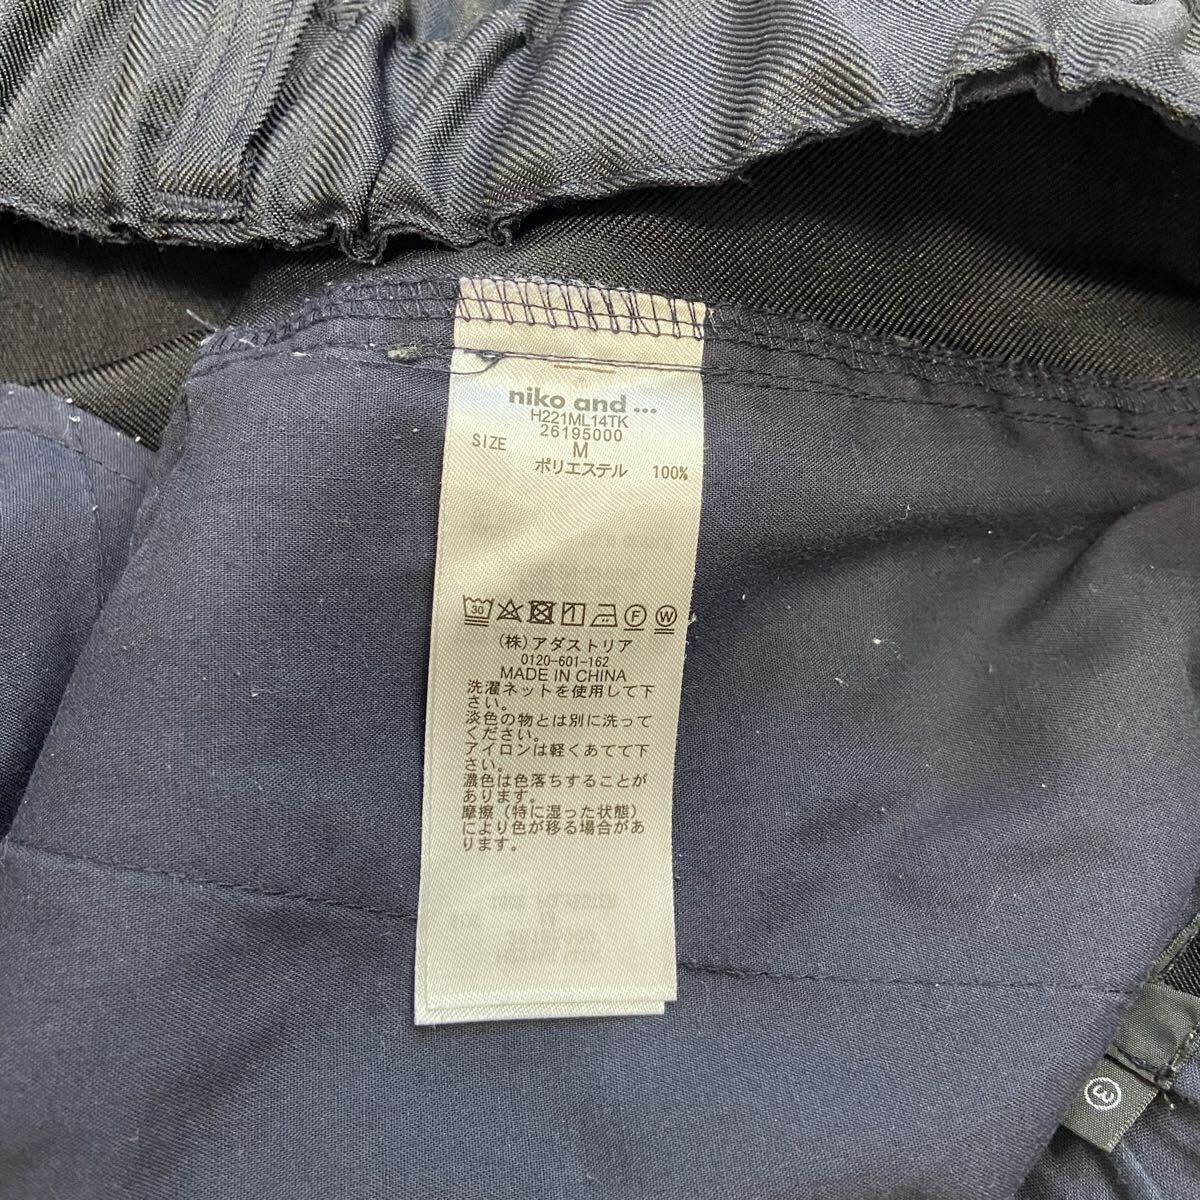 niko and ...
H221ML14TK
26195000
SIZE M
ポリエステル 100%
30 F W
(株)アダストリア
0120-601-162
MADE IN CHINA
洗濯ネットを使用して下
さい。
淡色の物とは別に洗って
ください。
アイロンは軽くあてて下
さい。
濃色は色落ちすることが
あります。
摩擦(特に湿った状態)
により色が移る場合があ
ります。
3